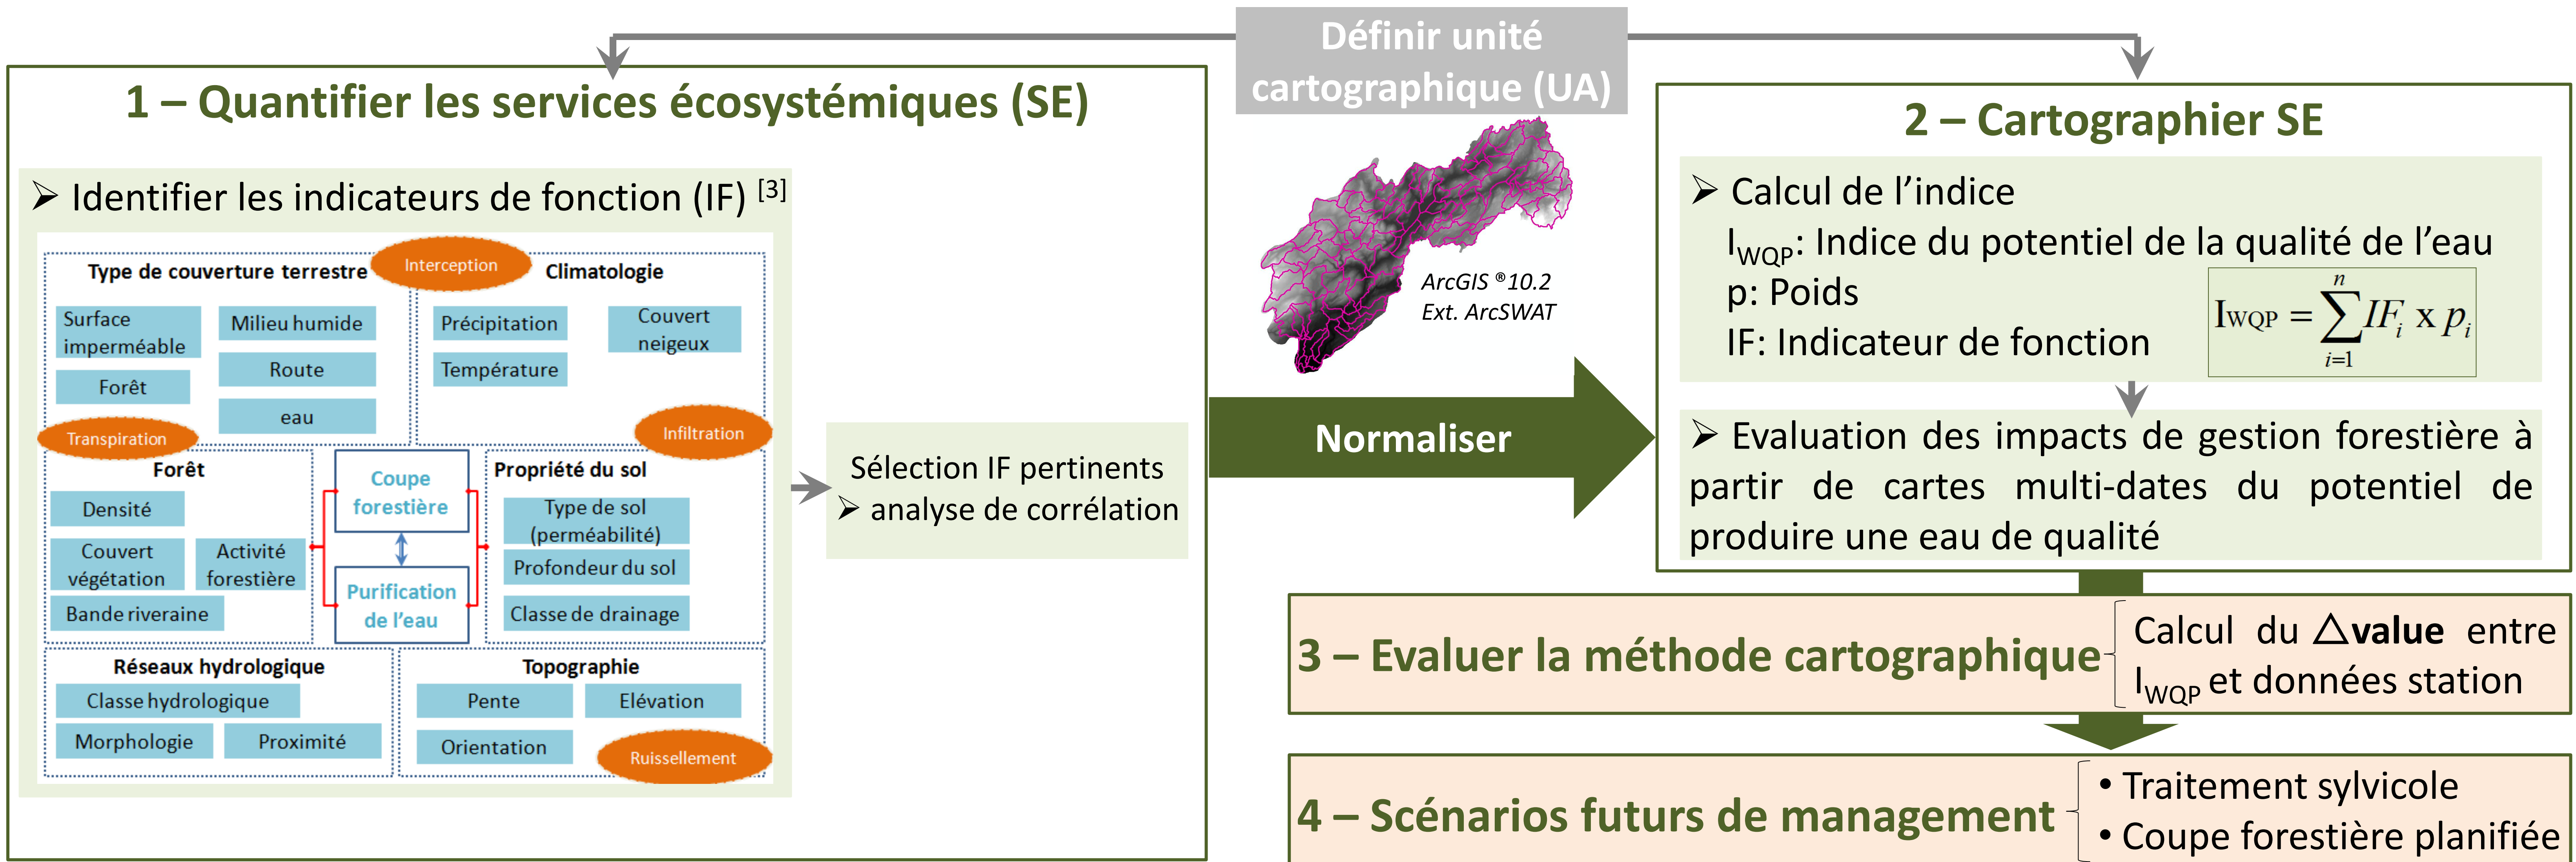 Définir unité
cartographique (UA)
1 – Quantifier les services écosystémiques (SE)
➢ Identifier les indicateurs de fonction (IF) [3]
Interception
Type de couverture terrestre
Climatologie
Surface
imperméable
Milieu humide
Précipitation
Couvert
neigeux
Forêt
Route
Température
eau
Transpiration
Infiltration
Forêt
Coupe
forestière
Propriété du sol
Densité
Type de sol
(perméabilité)
Couvert
végétation
Activité
forestière
Profondeur du sol
Purification
de l'eau
Bande riveraine
Classe de drainage
Réseaux hydrologique
Topographie
Classe hydrologique
Pente
Elévation
Morphologie
Proximité
Orientation
Ruissellement
Sélection IF pertinents
➢ analyse de corrélation
ArcGIS ®10.2
Ext. ArcSWAT
Normaliser
2 – Cartographier SE
➢ Calcul de l'indice
IWQP: Indice du potentiel de la qualité de l'eau
p: Poids
IF: Indicateur de fonction
n
IWQP = ∑ IFi x pi
i=1
➢ Evaluation des impacts de gestion forestière à
partir de cartes multi-dates du potentiel de
produire une eau de qualité
3 – Evaluer la méthode cartographique
Calcul du △value entre
IWQP et données station
4 – Scénarios futurs de management
• Traitement sylvicole
• Coupe forestière planifiée